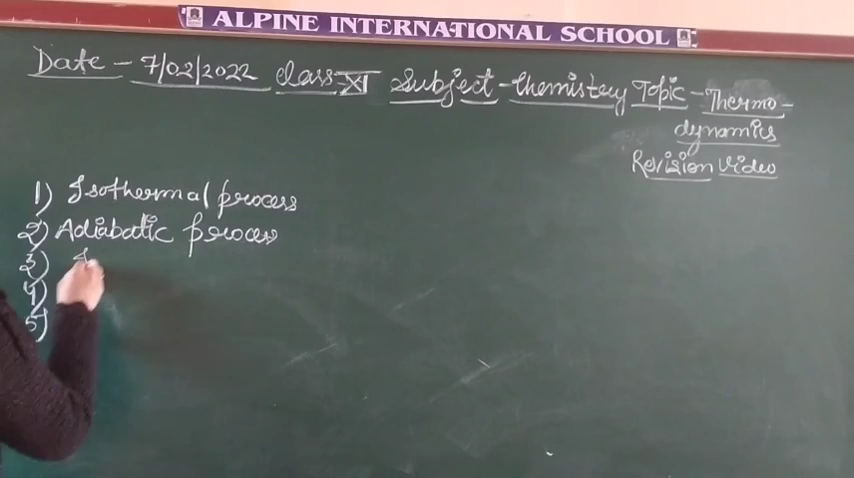 ALPINE INTERNATIONAL SCHOOL
Date - 7/02/2022 Class-XI Subject - Chemistery Topic - Thermo-
dynamics
Revision Video
1) Isothermal process
2) Adiabatic process
3)
4)
5)